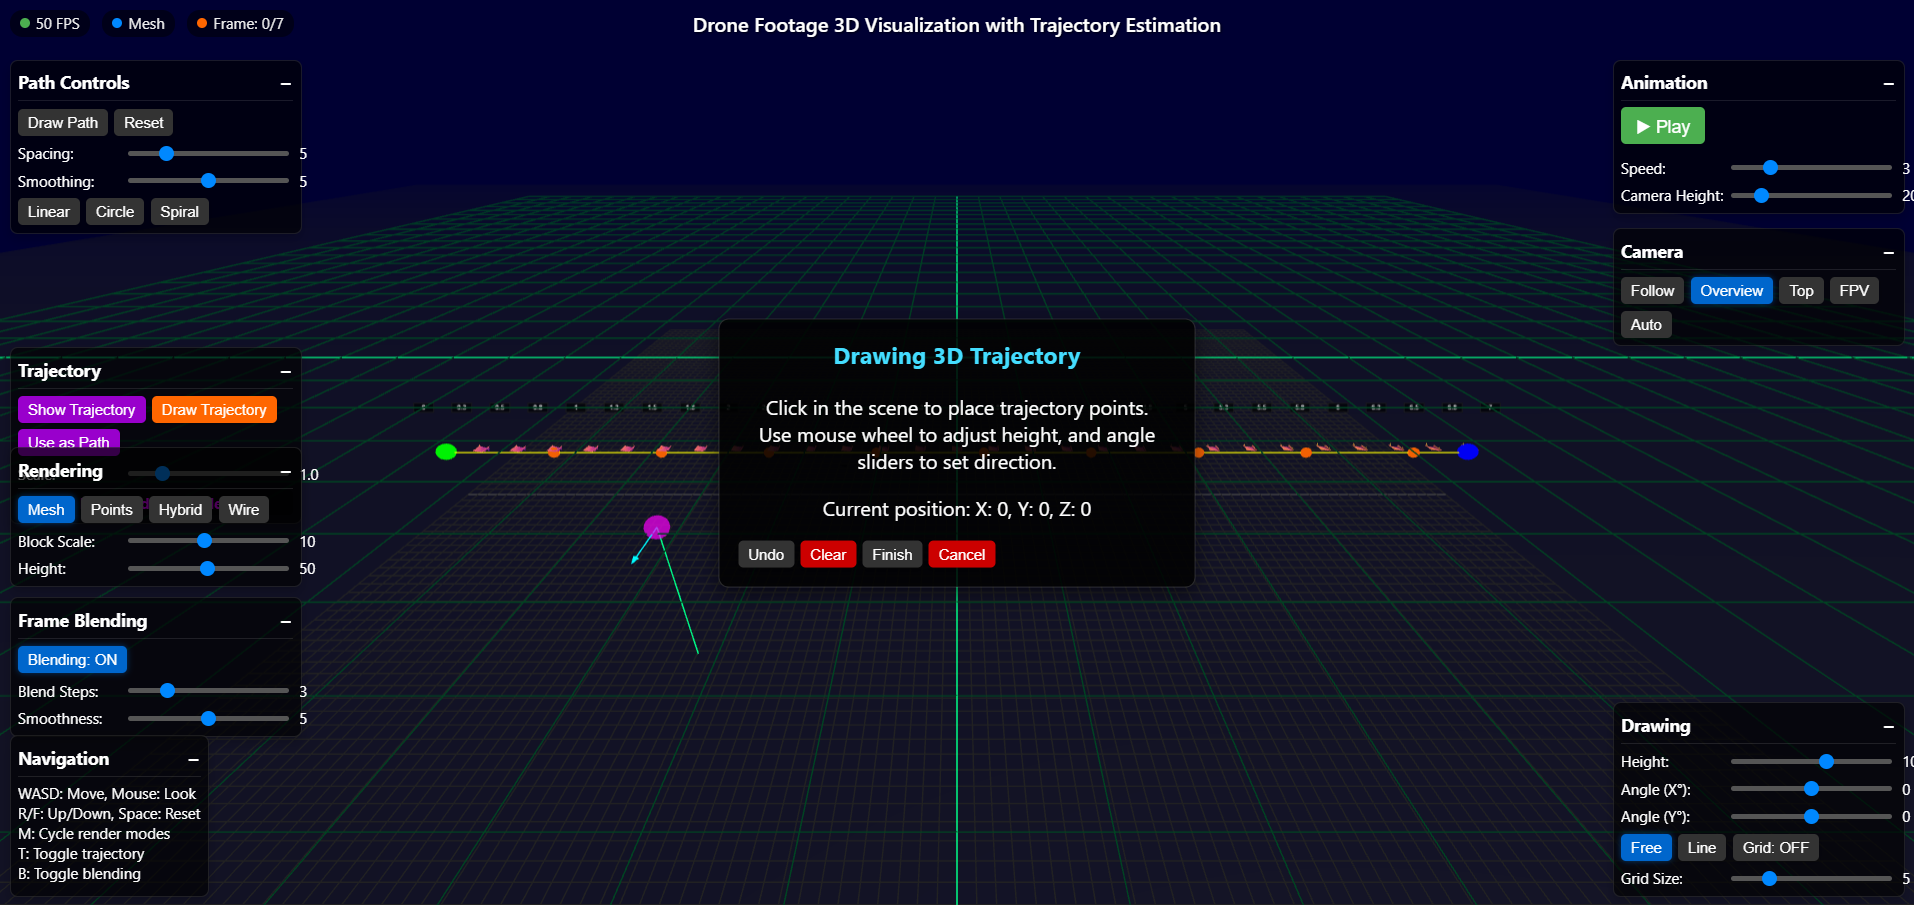 50 FPS
Mesh
Frame: 0/7
Drone Footage 3D Visualization with Trajectory Estimation
Path Controls
−
Draw Path
Reset
Spacing:
5
Smoothing:
5
Linear
Circle
Spiral
Trajectory
−
Show Trajectory
Draw Trajectory
Use as Path
Scale:
1.0
Rendering
−
Mesh
Points
Hybrid
Wire
Block Scale:
10
Height:
50
Frame Blending
−
Blending: ON
Blend Steps:
3
Smoothness:
5
Navigation
−
WASD: Move, Mouse: Look
R/F: Up/Down, Space: Reset
M: Cycle render modes
T: Toggle trajectory
B: Toggle blending
Drawing 3D Trajectory
Click in the scene to place trajectory points.
Use mouse wheel to adjust height, and angle
sliders to set direction.
Current position: X: 0, Y: 0, Z: 0
Undo
Clear
Finish
Cancel
Animation
−
▶ Play
Speed:
3
Camera Height:
20
Camera
−
Follow
Overview
Top
FPV
Auto
Drawing
−
Height:
10
Angle (X°):
0
Angle (Y°):
0
Free
Line
Grid: OFF
Grid Size:
5